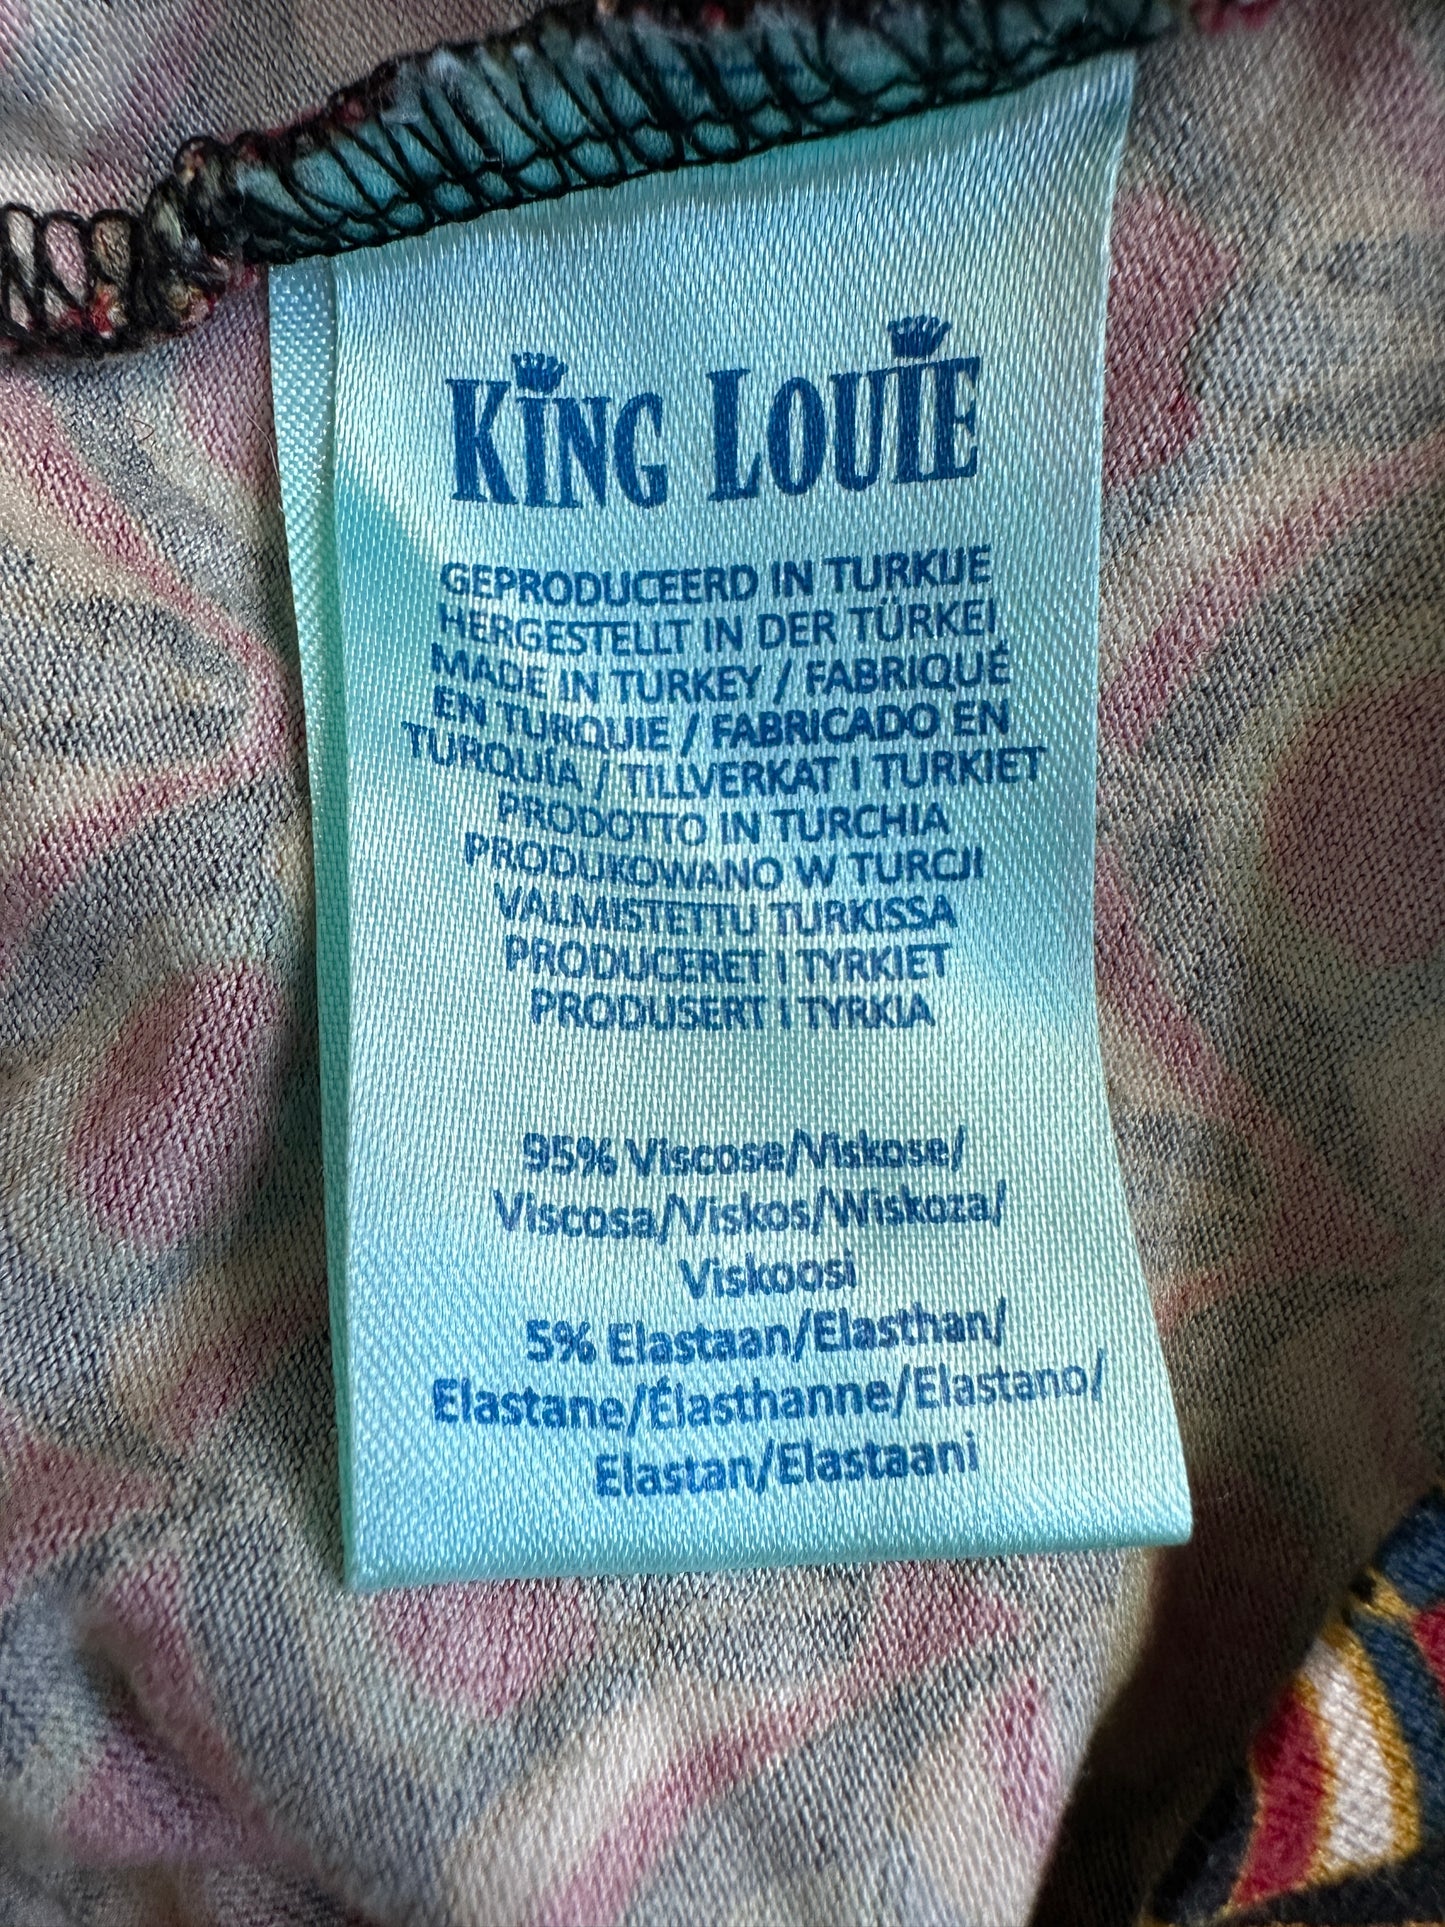 KING LOUIE
GEPRODUCEERD IN TURKIJE
HERGESTELLT IN DER TÜRKEI
MADE IN TURKEY / FABRIQUÉ
EN TURQUIE / FABRICADO EN
TURQUÍA / TILLVERKAT I TURKIET
PRODOTTO IN TURCHIA
PRODUKOWANO W TURCJI
VALMISTETTU TURKISSA
PRODUCERET I TYRKIET
PRODUSERT I TYRKIA
95% Viscose/Viskose/
Viscosa/Viskos/Wiskoza/
Viskoosi
5% Elastaan/Elasthan/
Elastane/Élasthanne/Elastano/
Elastan/Elastaani